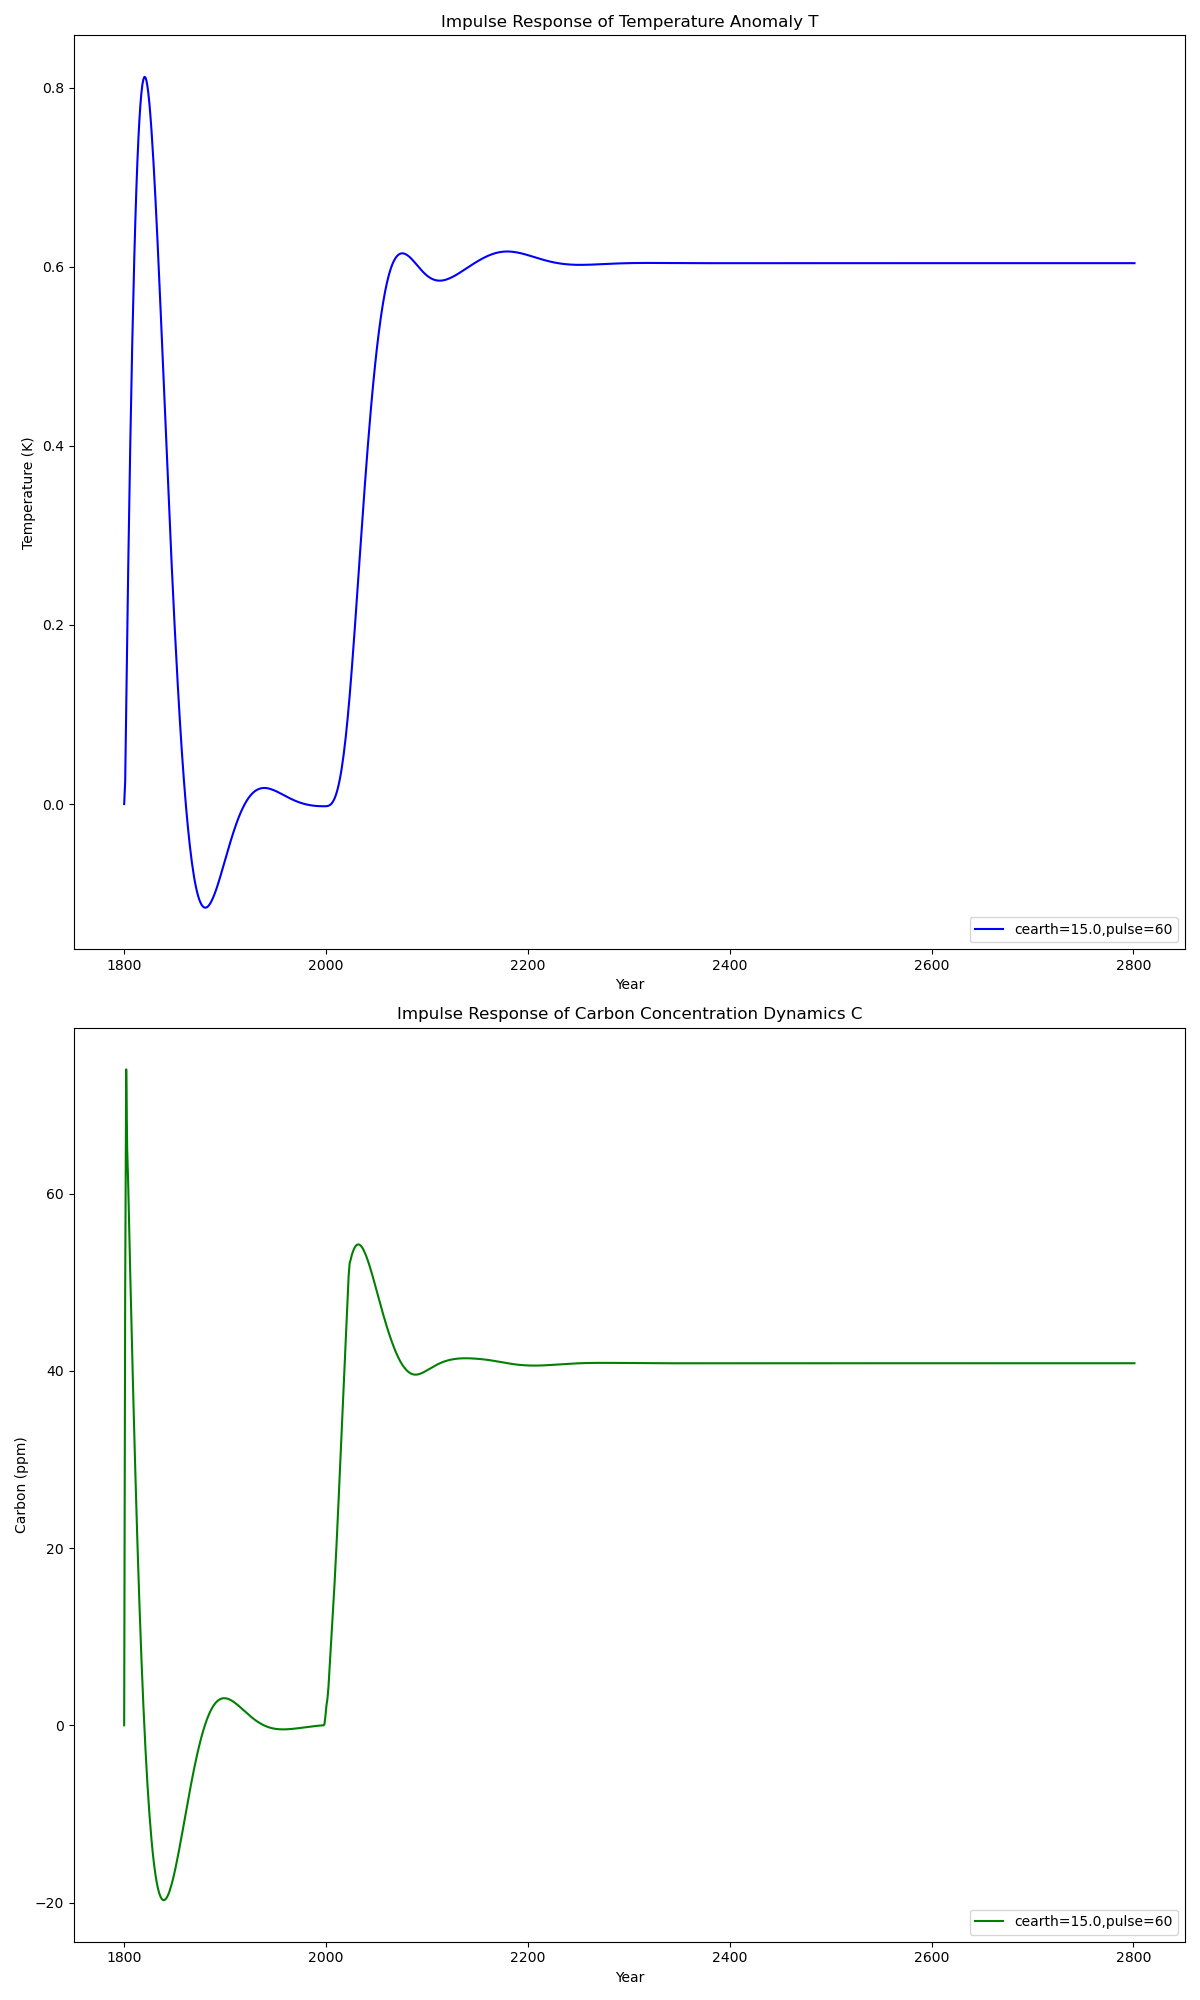 Impulse Response of Temperature Anomaly T
0.8
0.6
0.4
0.2
0.0
Temperature (K)
cearth=15.0,pulse=60
1800 2000 2200 2400 2600 2800
Year
Impulse Response of Carbon Concentration Dynamics C
60
40
20
0
−20
Carbon (ppm)
cearth=15.0,pulse=60
1800 2000 2200 2400 2600 2800
Year